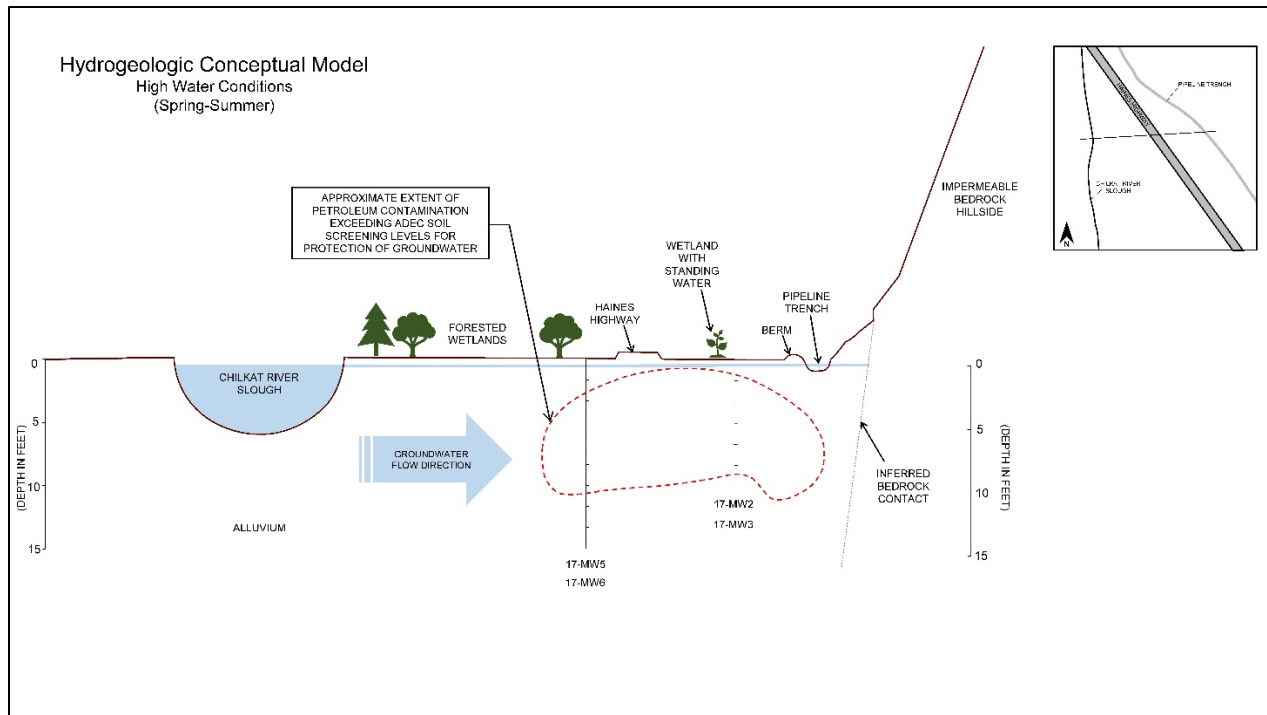 Hydrogeologic Conceptual Model
High Water Conditions
(Spring-Summer)
APPROXIMATE EXTENT OF
PETROLEUM CONTAMINATION
EXCEEDING ADEC SOIL
SCREENING LEVELS FOR
PROTECTION OF GROUNDWATER
FORESTED
WETLANDS
HAINES
HIGHWAY
WETLAND
WITH
STANDING
WATER
BERM
PIPELINE
TRENCH
IMPERMEABLE
BEDROCK
HILLSIDE
PIPELINE TRENCH
HAINES HIGHWAY
CHILKAT RIVER
SLOUGH
N
0
5
10
15
(DEPTH IN FEET)
CHILKAT RIVER
SLOUGH
GROUNDWATER
FLOW DIRECTION
ALLUVIUM
17-MW5
17-MW6
17-MW2
17-MW3
INFERRED
BEDROCK
CONTACT
0
5
10
15
(DEPTH IN FEET)